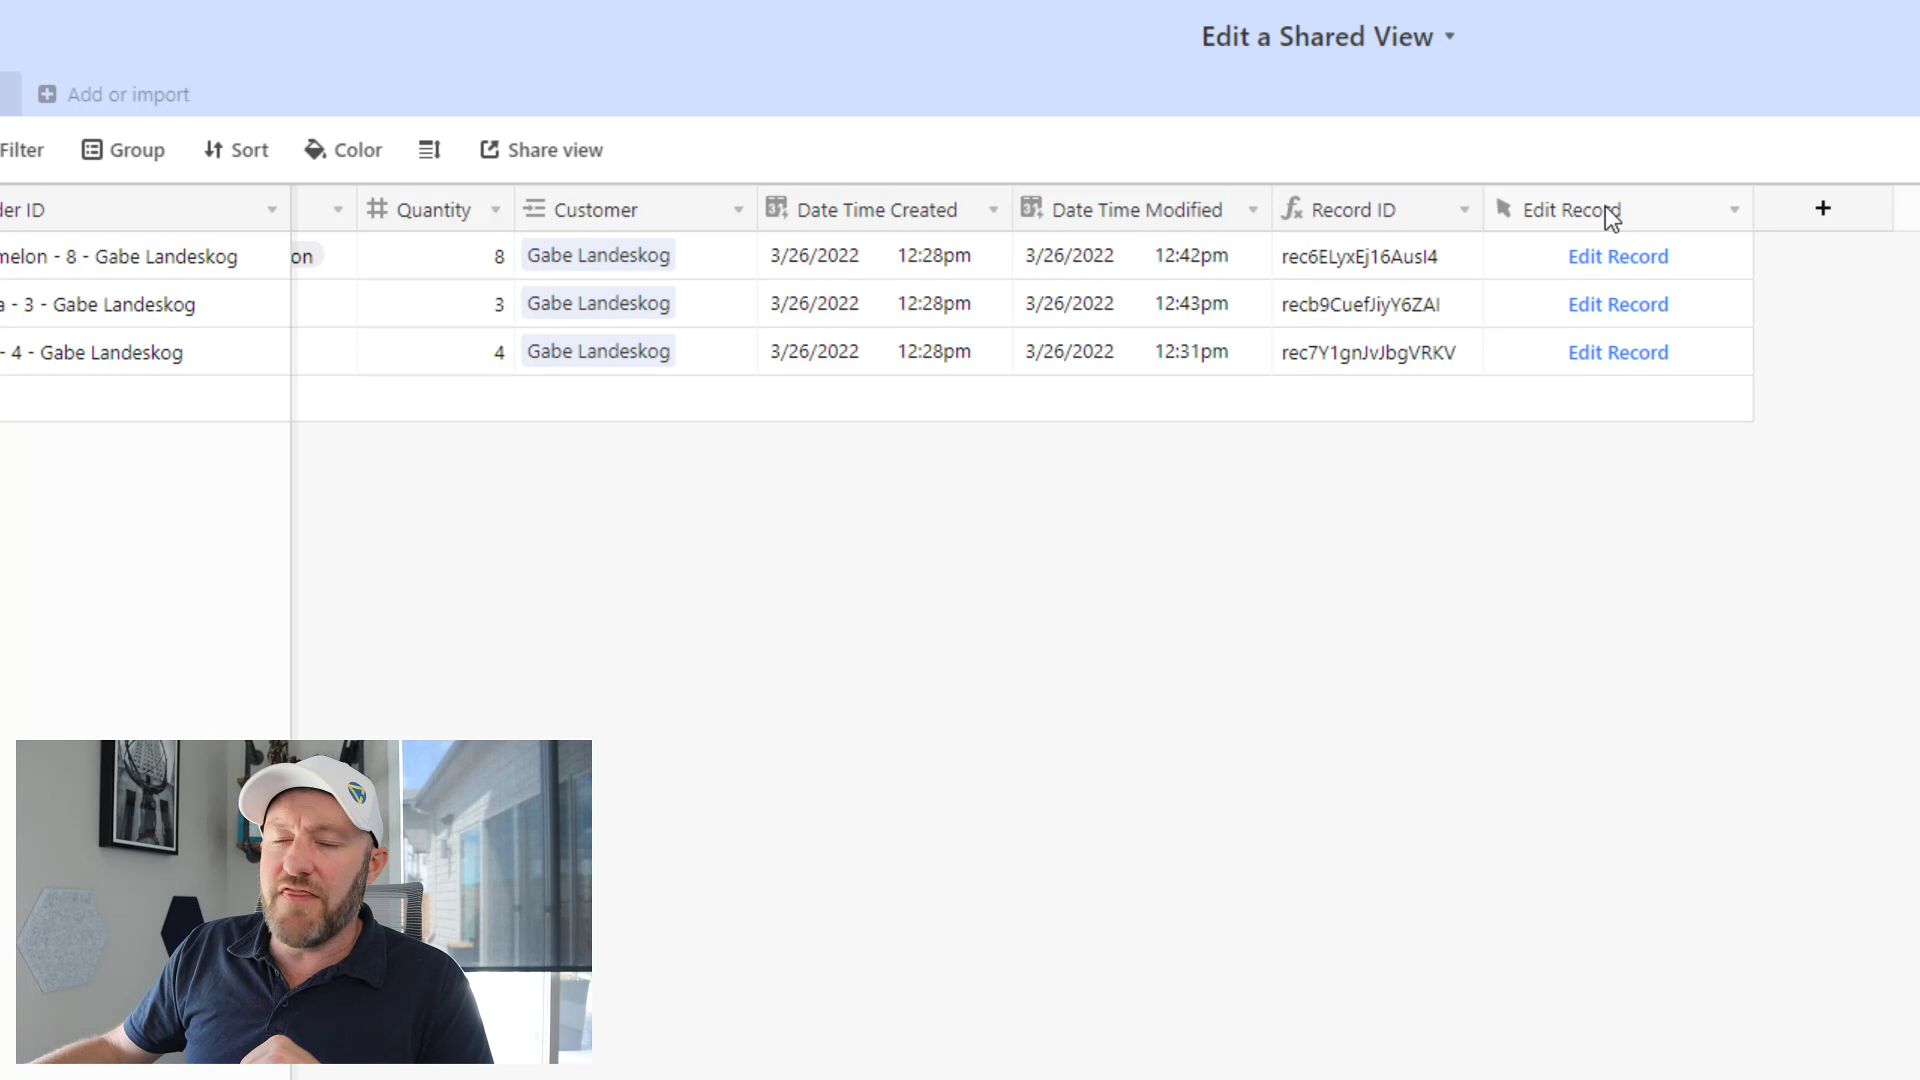 Edit a Shared View
Add or import
Filter Group Sort Color Share view
der ID Quantity Customer Date Time Created Date Time Modified Record ID Edit Record
melon - 8 - Gabe Landeskog on 8 Gabe Landeskog 3/26/2022 12:28pm 3/26/2022 12:42pm rec6ELyxEj16AusI4 Edit Record
a - 3 - Gabe Landeskog 3 Gabe Landeskog 3/26/2022 12:28pm 3/26/2022 12:43pm recb9CuefJiyY6ZAI Edit Record
- 4 - Gabe Landeskog 4 Gabe Landeskog 3/26/2022 12:28pm 3/26/2022 12:31pm rec7Y1gnJvJbgVRKV Edit Record